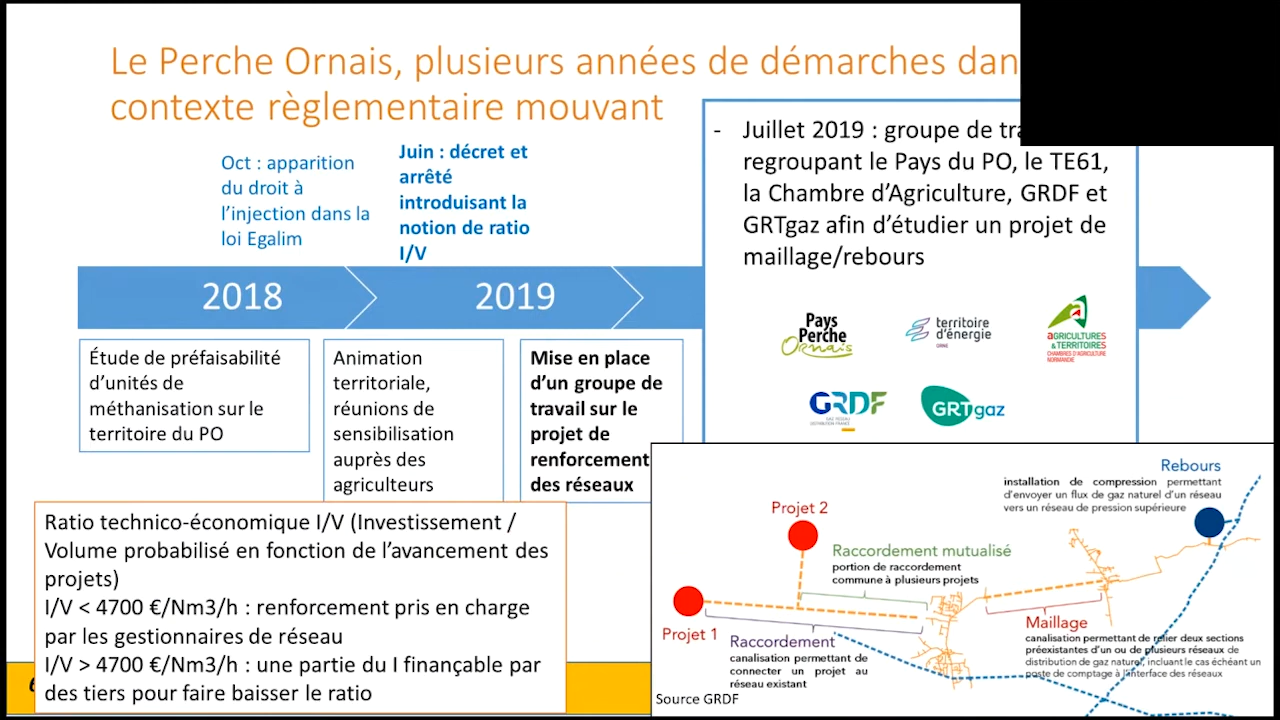 Le Perche Ornais, plusieurs années de démarches dan
contexte règlementaire mouvant
Oct : apparition
du droit à
l'injection dans la
loi Egalim
Juin : décret et
arrêté
introduisant la
notion de ratio
I/V
2018
2019
Étude de préfaisabilité
d'unités de
méthanisation sur le
territoire du PO
Animation
territoriale,
réunions de
sensibilisation
auprès des
agriculteurs
Mise en place
d'un groupe de
travail sur le
projet de
renforcement
des réseaux
- Juillet 2019 : groupe de tra
regroupant le Pays du PO, le TE61,
la Chambre d'Agriculture, GRDF et
GRTgaz afin d'étudier un projet de
maillage/rebours
Pays
Perche
Ornais
territoire
d'énergie
ORNE
AGRICULTURES
& TERRITOIRES
CHAMBRES D'AGRICULTURE
NORMANDIE
GRDF
GAZ RÉSEAU
DISTRIBUTION FRANCE
GRTgaz
Ratio technico-économique I/V (Investissement /
Volume probabilisé en fonction de l'avancement des
projets)
I/V < 4700 €/Nm3/h : renforcement pris en charge
par les gestionnaires de réseau
I/V > 4700 €/Nm3/h : une partie du I finançable par
des tiers pour faire baisser le ratio
Rebours
installation de compression permettant
d'envoyer un flux de gaz naturel d'un réseau
vers un réseau de pression supérieure
Projet 2
Raccordement mutualisé
portion de raccordement
commune à plusieurs projets
Projet 1
Raccordement
canalisation permettant de
connecter un projet au
réseau existant
Maillage
canalisation permettant de relier deux sections
préexistantes d'un ou de plusieurs réseaux de
distribution de gaz naturel, incluant le cas échéant un
poste de comptage à l'interface des réseaux
Source GRDF